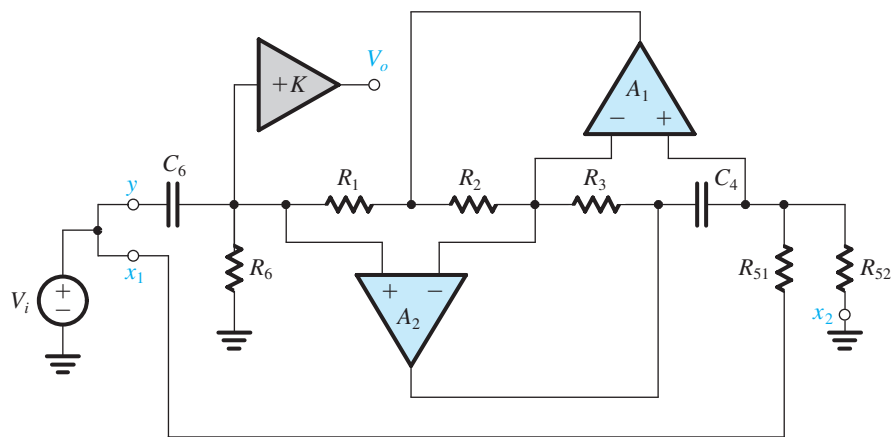 +K
V_o
A_1
− +
C_6
R_1
R_2
R_3
C_4
y
x_1
R_6
+ −
A_2
R_51
R_52
x_2
V_i
+
−